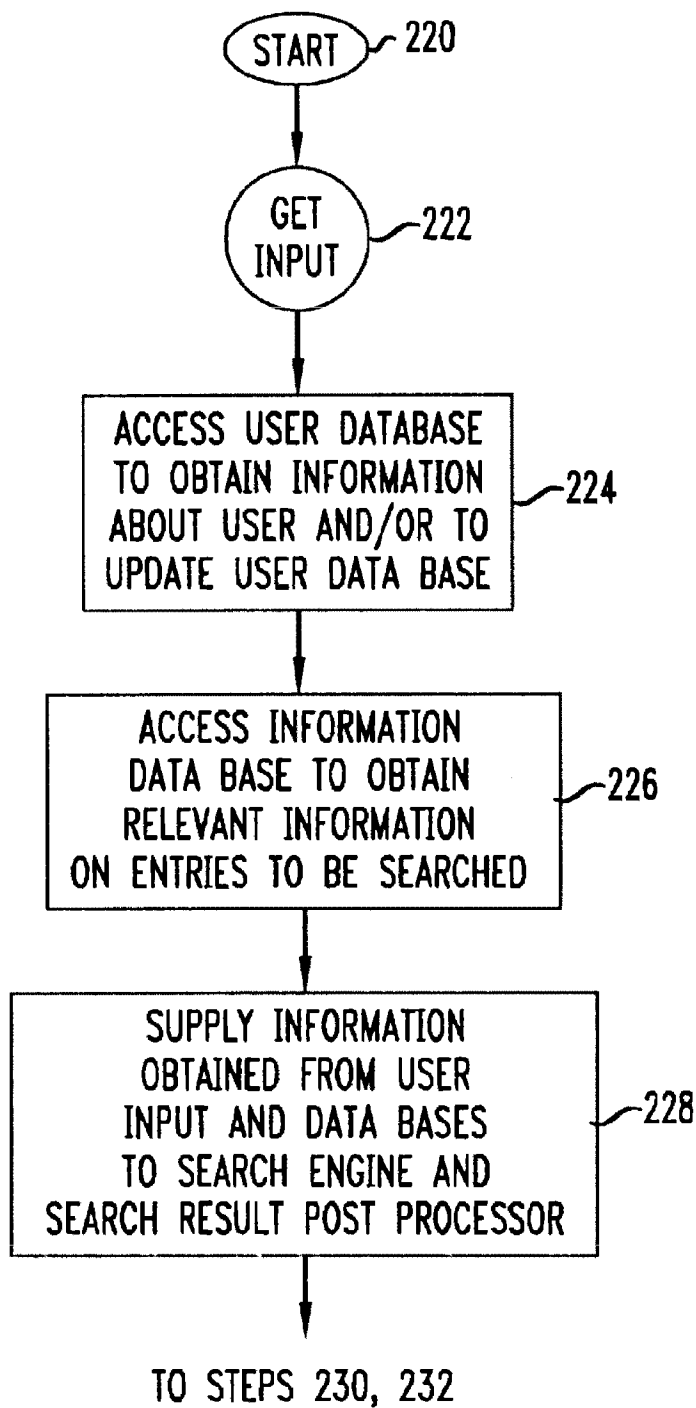 START
220
GET
INPUT
222
ACCESS USER DATABASE
TO OBTAIN INFORMATION
ABOUT USER AND/OR TO
UPDATE USER DATA BASE
224
ACCESS INFORMATION
DATA BASE TO OBTAIN
RELEVANT INFORMATION
ON ENTRIES TO BE SEARCHED
226
SUPPLY INFORMATION
OBTAINED FROM USER
INPUT AND DATA BASES
TO SEARCH ENGINE AND
SEARCH RESULT POST PROCESSOR
228
TO STEPS 230, 232